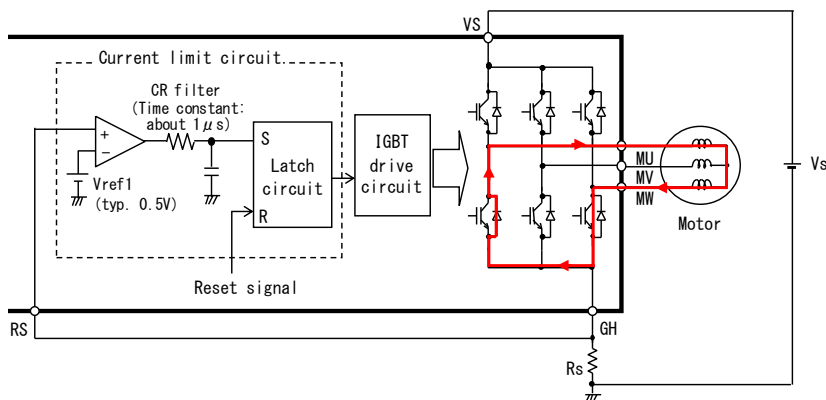 VS
Current limit circuit
CR filter
(Time constant:
about 1μs)
+
−
S
Latch
circuit
R
IGBT
drive
circuit
Vref1
(typ. 0.5V)
Reset signal
MU
MV
MW
Motor
Vs
RS
GH
Rs